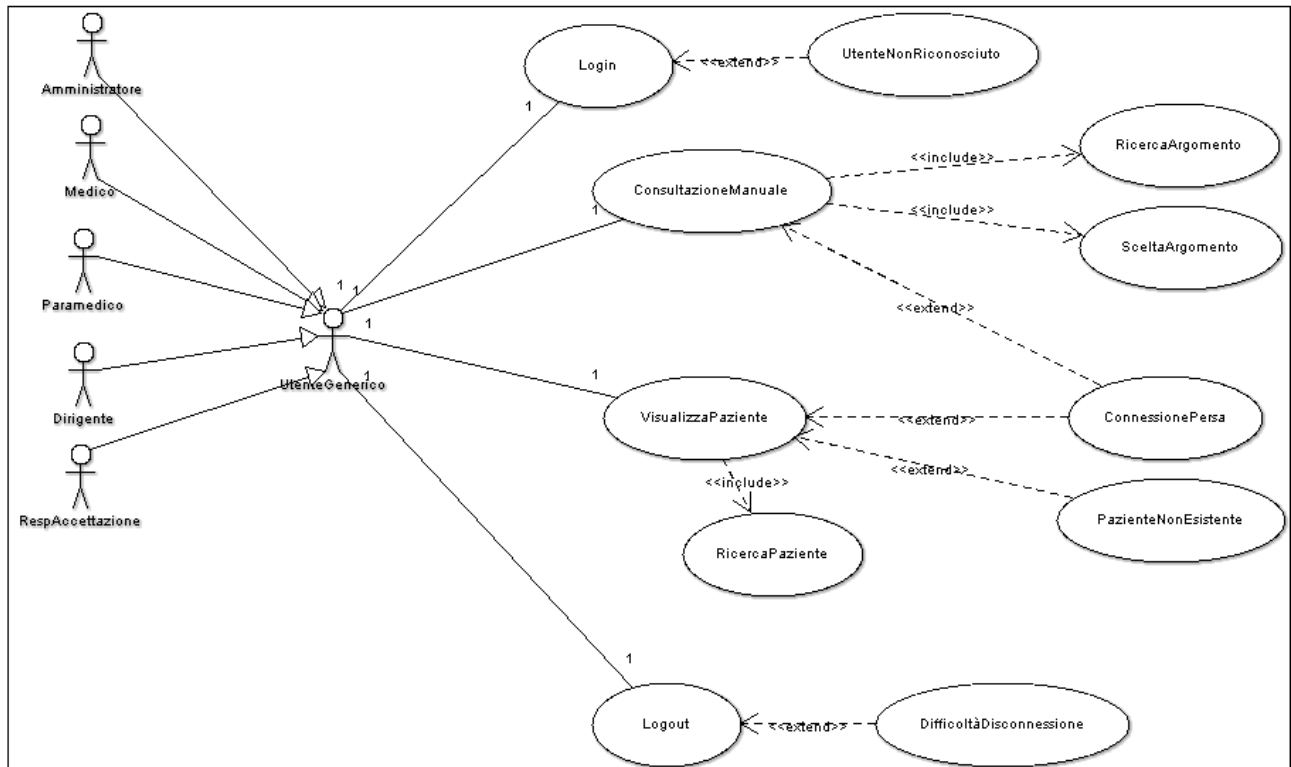 Amministratore
Medico
Paramedico
Dirigente
RespAccettazione
UtenteGenerico
1
1
1
1
1
1
1
1
Login
<<extend>>
UtenteNonRiconosciuto
ConsultazioneManuale
<<include>>
RicercaArgomento
<<include>>
SceltaArgomento
<<extend>>
VisualizzaPaziente
<<extend>>
ConnessionePersa
<<extend>>
PazienteNonEsistente
<<include>>
RicercaPaziente
Logout
<<extend>>
DifficoltàDisconnessione